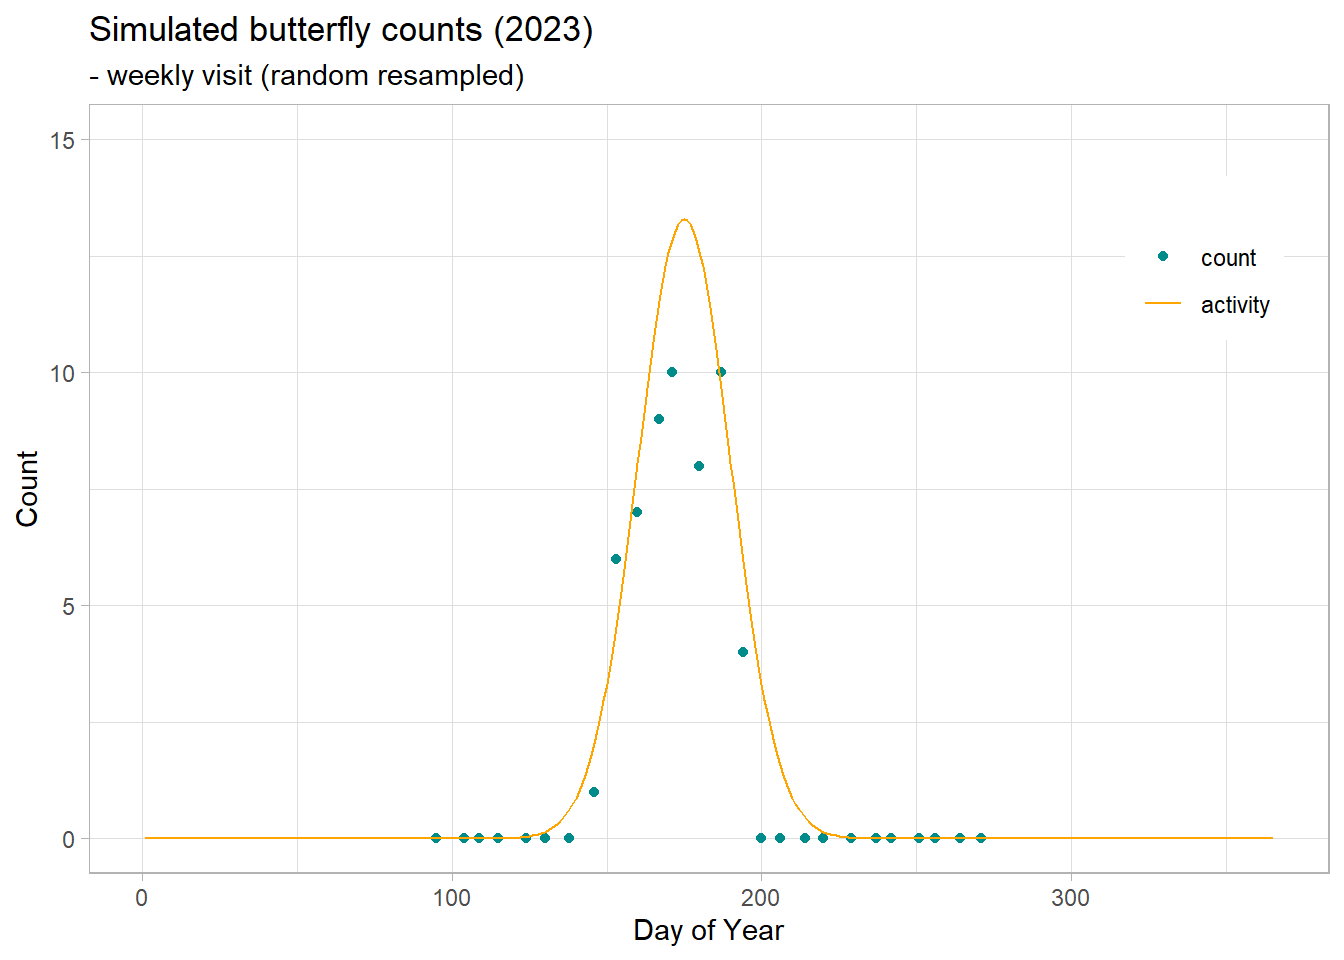 Simulated butterfly counts (2023)
- weekly visit (random resampled)
15
10
5
0
Count
count
activity
0 100 200 300
Day of Year